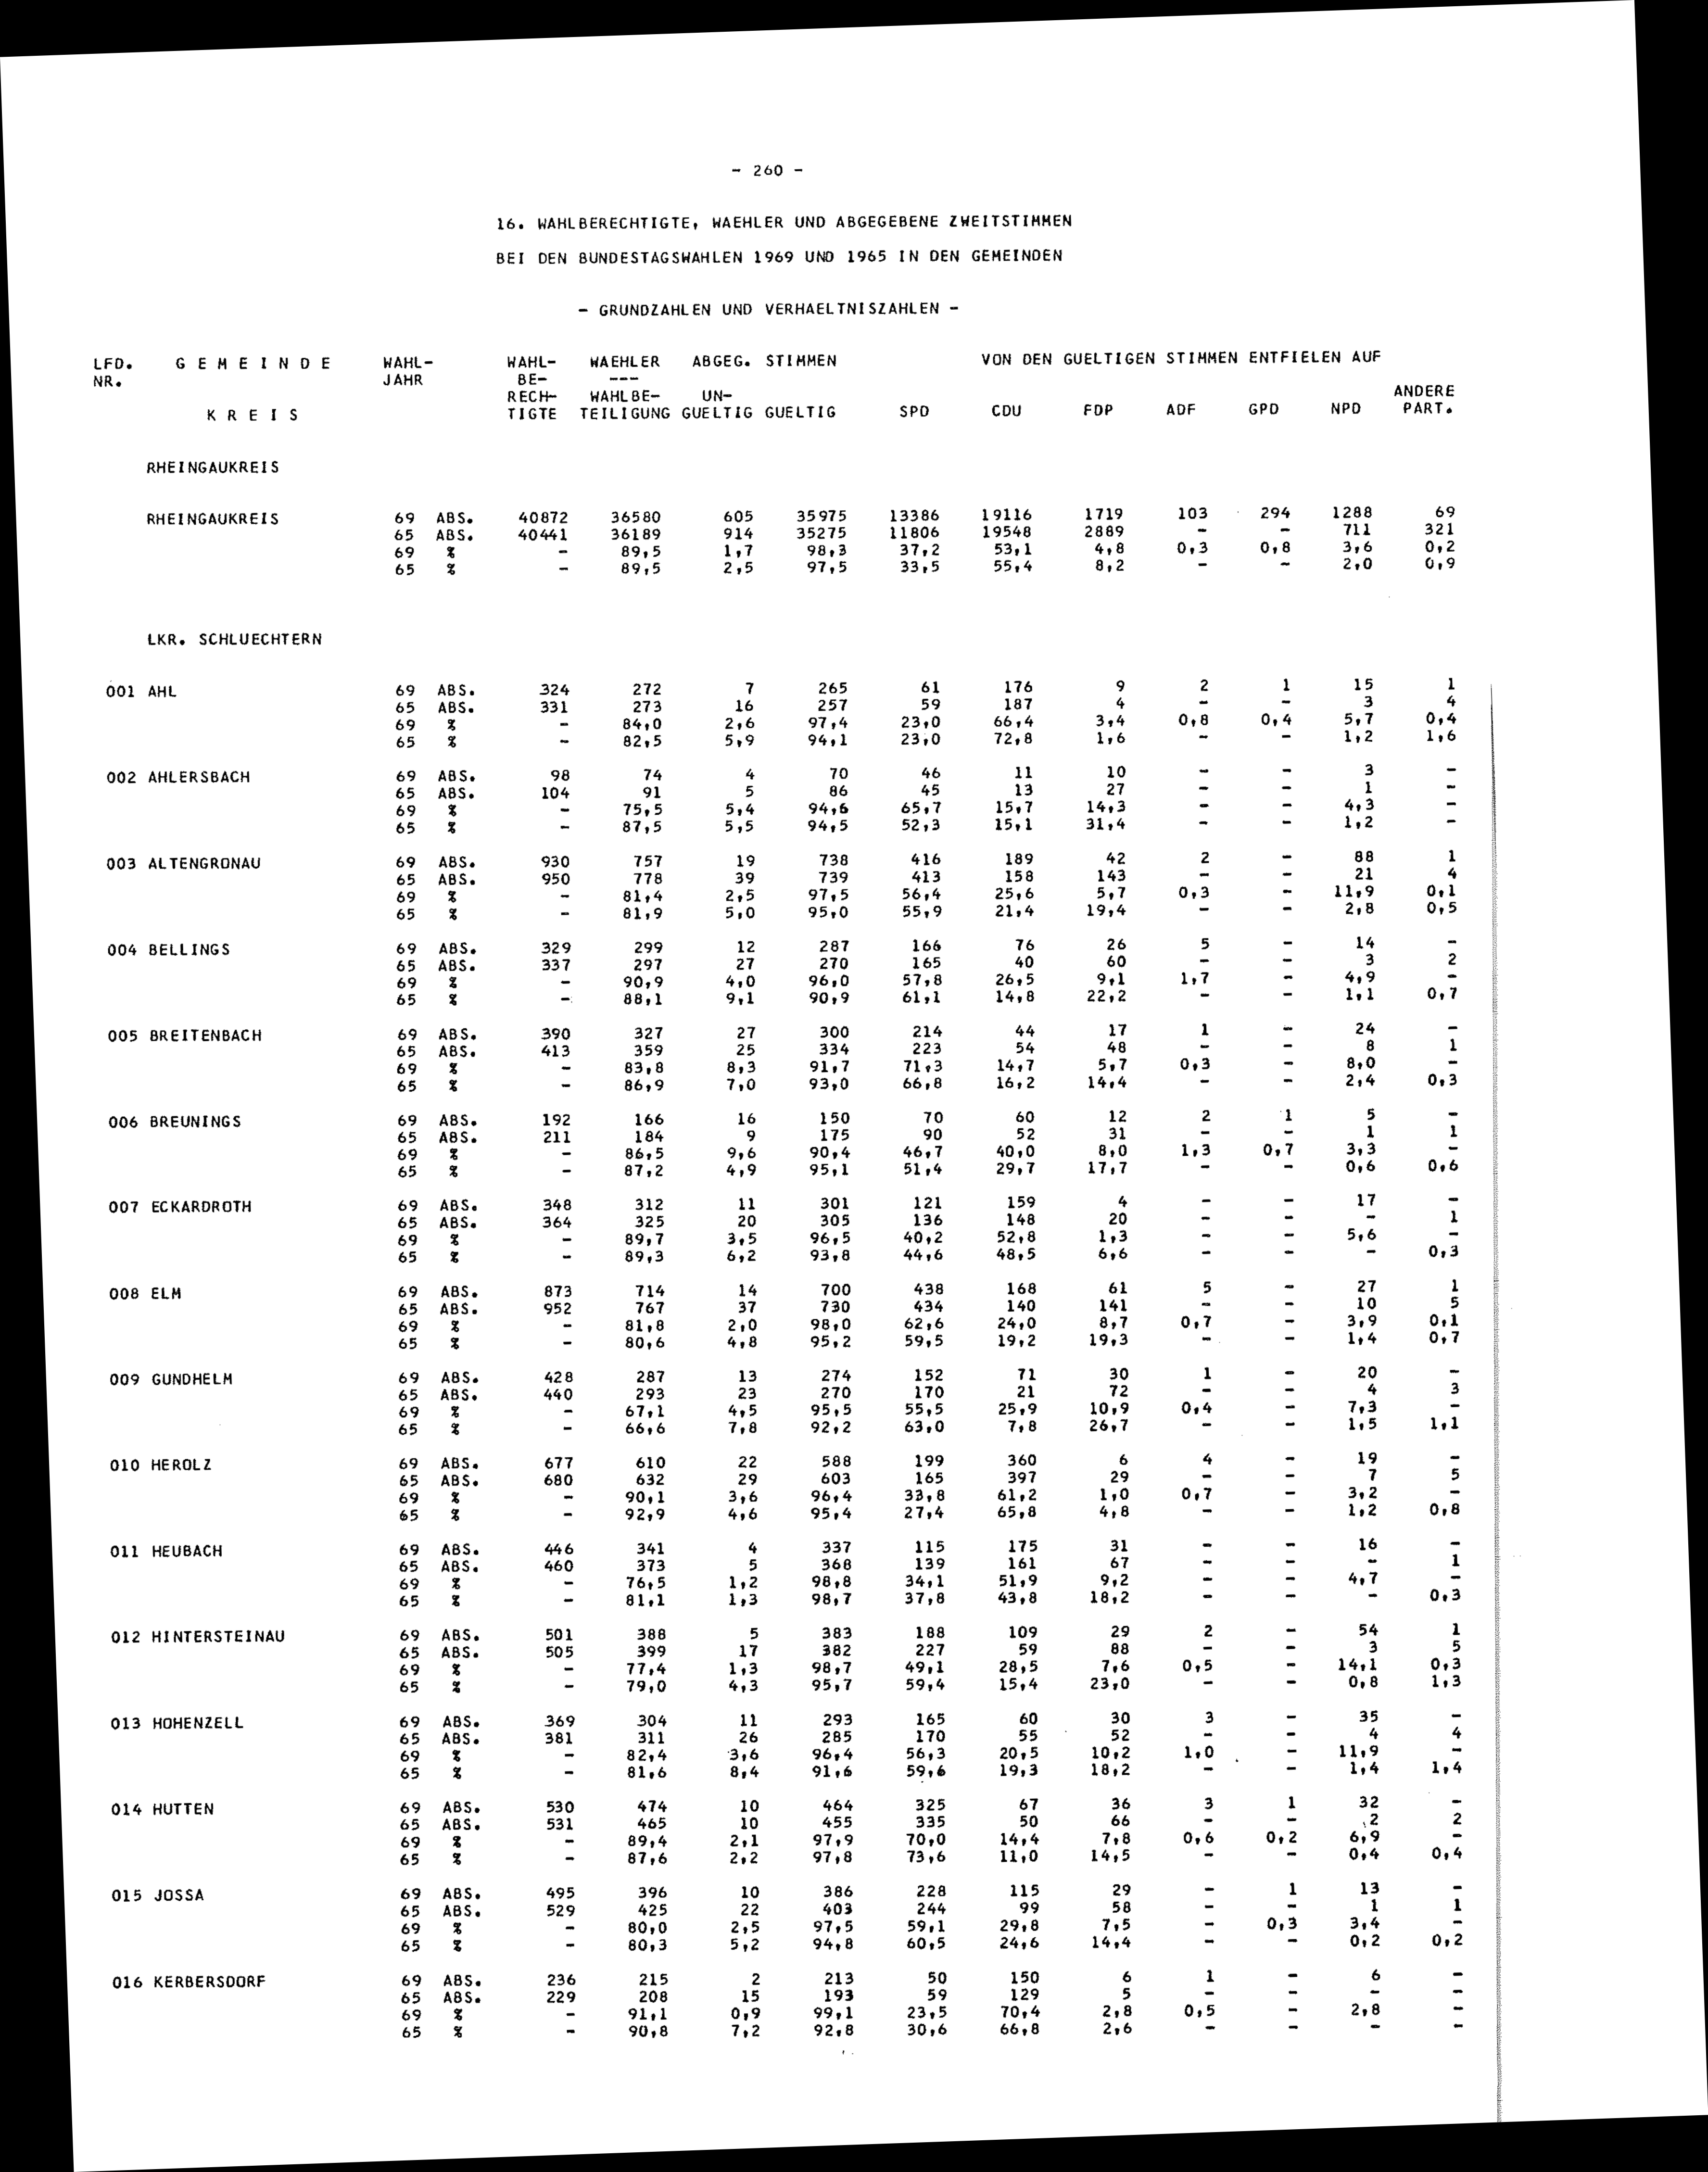 - 260 -
16. WAHLBERECHTIGTE, WAEHLER UND ABGEGEBENE ZWEITSTIMMEN
BEI DEN BUNDESTAGSWAHLEN 1969 UND 1965 IN DEN GEMEINDEN
- GRUNDZAHLEN UND VERHAELTNISZAHLEN -
LFD. G E M E I N D E WAHL- WAHL- WAEHLER ABGEG. STIMMEN VON DEN GUELTIGEN STIMMEN ENTFIELEN AUF
NR. JAHR BE- ---
RECH- WAHLBE- UN- ANDERE
K R E I S TIGTE TEILIGUNG GUELTIG GUELTIG SPD CDU FDP ADF GPD NPD PART.
RHEINGAUKREIS
RHEINGAUKREIS 69 ABS. 40872 36580 605 35975 13386 19116 1719 103 294 1288 69
65 ABS. 40441 36189 914 35275 11806 19548 2889 - - 711 321
69 % - 89,5 1,7 98,3 37,2 53,1 4,8 0,3 0,8 3,6 0,2
65 % - 89,5 2,5 97,5 33,5 55,4 8,2 - - 2,0 0,9
LKR. SCHLUECHTERN
001 AHL 69 ABS. 324 272 7 265 61 176 9 2 1 15 1
65 ABS. 331 273 16 257 59 187 4 - - 3 4
69 % - 84,0 2,6 97,4 23,0 66,4 3,4 0,8 0,4 5,7 0,4
65 % - 82,5 5,9 94,1 23,0 72,8 1,6 - - 1,2 1,6
002 AHLERSBACH 69 ABS. 98 74 4 70 46 11 10 - - 3 -
65 ABS. 104 91 5 86 45 13 27 - - 1 -
69 % - 75,5 5,4 94,6 65,7 15,7 14,3 - - 4,3 -
65 % - 87,5 5,5 94,5 52,3 15,1 31,4 - - 1,2 -
003 ALTENGRONAU 69 ABS. 930 757 19 738 416 189 42 2 - 88 1
65 ABS. 950 778 39 739 413 158 143 - - 21 4
69 % - 81,4 2,5 97,5 56,4 25,6 5,7 0,3 - 11,9 0,1
65 % - 81,9 5,0 95,0 55,9 21,4 19,4 - - 2,8 0,5
004 BELLINGS 69 ABS. 329 299 12 287 166 76 26 5 - 14 -
65 ABS. 337 297 27 270 165 40 60 - - 3 2
69 % - 90,9 4,0 96,0 57,8 26,5 9,1 1,7 - 4,9 -
65 % - 88,1 9,1 90,9 61,1 14,8 22,2 - - 1,1 0,7
005 BREITENBACH 69 ABS. 390 327 27 300 214 44 17 1 - 24 -
65 ABS. 413 359 25 334 223 54 48 - - 8 1
69 % - 83,8 8,3 91,7 71,3 14,7 5,7 0,3 - 8,0 -
65 % - 86,9 7,0 93,0 66,8 16,2 14,4 - - 2,4 0,3
006 BREUNINGS 69 ABS. 192 166 16 150 70 60 12 2 1 5 -
65 ABS. 211 184 9 175 90 52 31 - - 1 1
69 % - 86,5 9,6 90,4 46,7 40,0 8,0 1,3 0,7 3,3 -
65 % - 87,2 4,9 95,1 51,4 29,7 17,7 - - 0,6 0,6
007 ECKARDROTH 69 ABS. 348 312 11 301 121 159 4 - - 17 -
65 ABS. 364 325 20 305 136 148 20 - - - 1
69 % - 89,7 3,5 96,5 40,2 52,8 1,3 - - 5,6 -
65 % - 89,3 6,2 93,8 44,6 48,5 6,6 - - - 0,3
008 ELM 69 ABS. 873 714 14 700 438 168 61 5 - 27 1
65 ABS. 952 767 37 730 434 140 141 - - 10 5
69 % - 81,8 2,0 98,0 62,6 24,0 8,7 0,7 - 3,9 0,1
65 % - 80,6 4,8 95,2 59,5 19,2 19,3 - - 1,4 0,7
009 GUNDHELM 69 ABS. 428 287 13 274 152 71 30 1 - 20 -
65 ABS. 440 293 23 270 170 21 72 - - 4 3
69 % - 67,1 4,5 95,5 55,5 25,9 10,9 0,4 - 7,3 -
65 % - 66,6 7,8 92,2 63,0 7,8 26,7 - - 1,5 1,1
010 HEROLZ 69 ABS. 677 610 22 588 199 360 6 4 - 19 -
65 ABS. 680 632 29 603 165 397 29 - - 7 5
69 % - 90,1 3,6 96,4 33,8 61,2 1,0 0,7 - 3,2 -
65 % - 92,9 4,6 95,4 27,4 65,8 4,8 - - 1,2 0,8
011 HEUBACH 69 ABS. 446 341 4 337 115 175 31 - - 16 -
65 ABS. 460 373 5 368 139 161 67 - - - 1
69 % - 76,5 1,2 98,8 34,1 51,9 9,2 - - 4,7 -
65 % - 81,1 1,3 98,7 37,8 43,8 18,2 - - - 0,3
012 HINTERSTEINAU 69 ABS. 501 388 5 383 188 109 29 2 - 54 1
65 ABS. 505 399 17 382 227 59 88 - - 3 5
69 % - 77,4 1,3 98,7 49,1 28,5 7,6 0,5 - 14,1 0,3
65 % - 79,0 4,3 95,7 59,4 15,4 23,0 - - 0,8 1,3
013 HOHENZELL 69 ABS. 369 304 11 293 165 60 30 3 - 35 -
65 ABS. 381 311 26 285 170 55 52 - - 4 4
69 % - 82,4 3,6 96,4 56,3 20,5 10,2 1,0 - 11,9 -
65 % - 81,6 8,4 91,6 59,6 19,3 18,2 - - 1,4 1,4
014 HUTTEN 69 ABS. 530 474 10 464 325 67 36 3 1 32 -
65 ABS. 531 465 10 455 335 50 66 - - 2 2
69 % - 89,4 2,1 97,9 70,0 14,4 7,8 0,6 0,2 6,9 -
65 % - 87,6 2,2 97,8 73,6 11,0 14,5 - - 0,4 0,4
015 JOSSA 69 ABS. 495 396 10 386 228 115 29 - 1 13 -
65 ABS. 529 425 22 403 244 99 58 - - 1 1
69 % - 80,0 2,5 97,5 59,1 29,8 7,5 - 0,3 3,4 -
65 % - 80,3 5,2 94,8 60,5 24,6 14,4 - - 0,2 0,2
016 KERBERSDORF 69 ABS. 236 215 2 213 50 150 6 1 - 6 -
65 ABS. 229 208 15 193 59 129 5 - - - -
69 % - 91,1 0,9 99,1 23,5 70,4 2,8 0,5 - 2,8 -
65 % - 90,8 7,2 92,8 30,6 66,8 2,6 - - - -